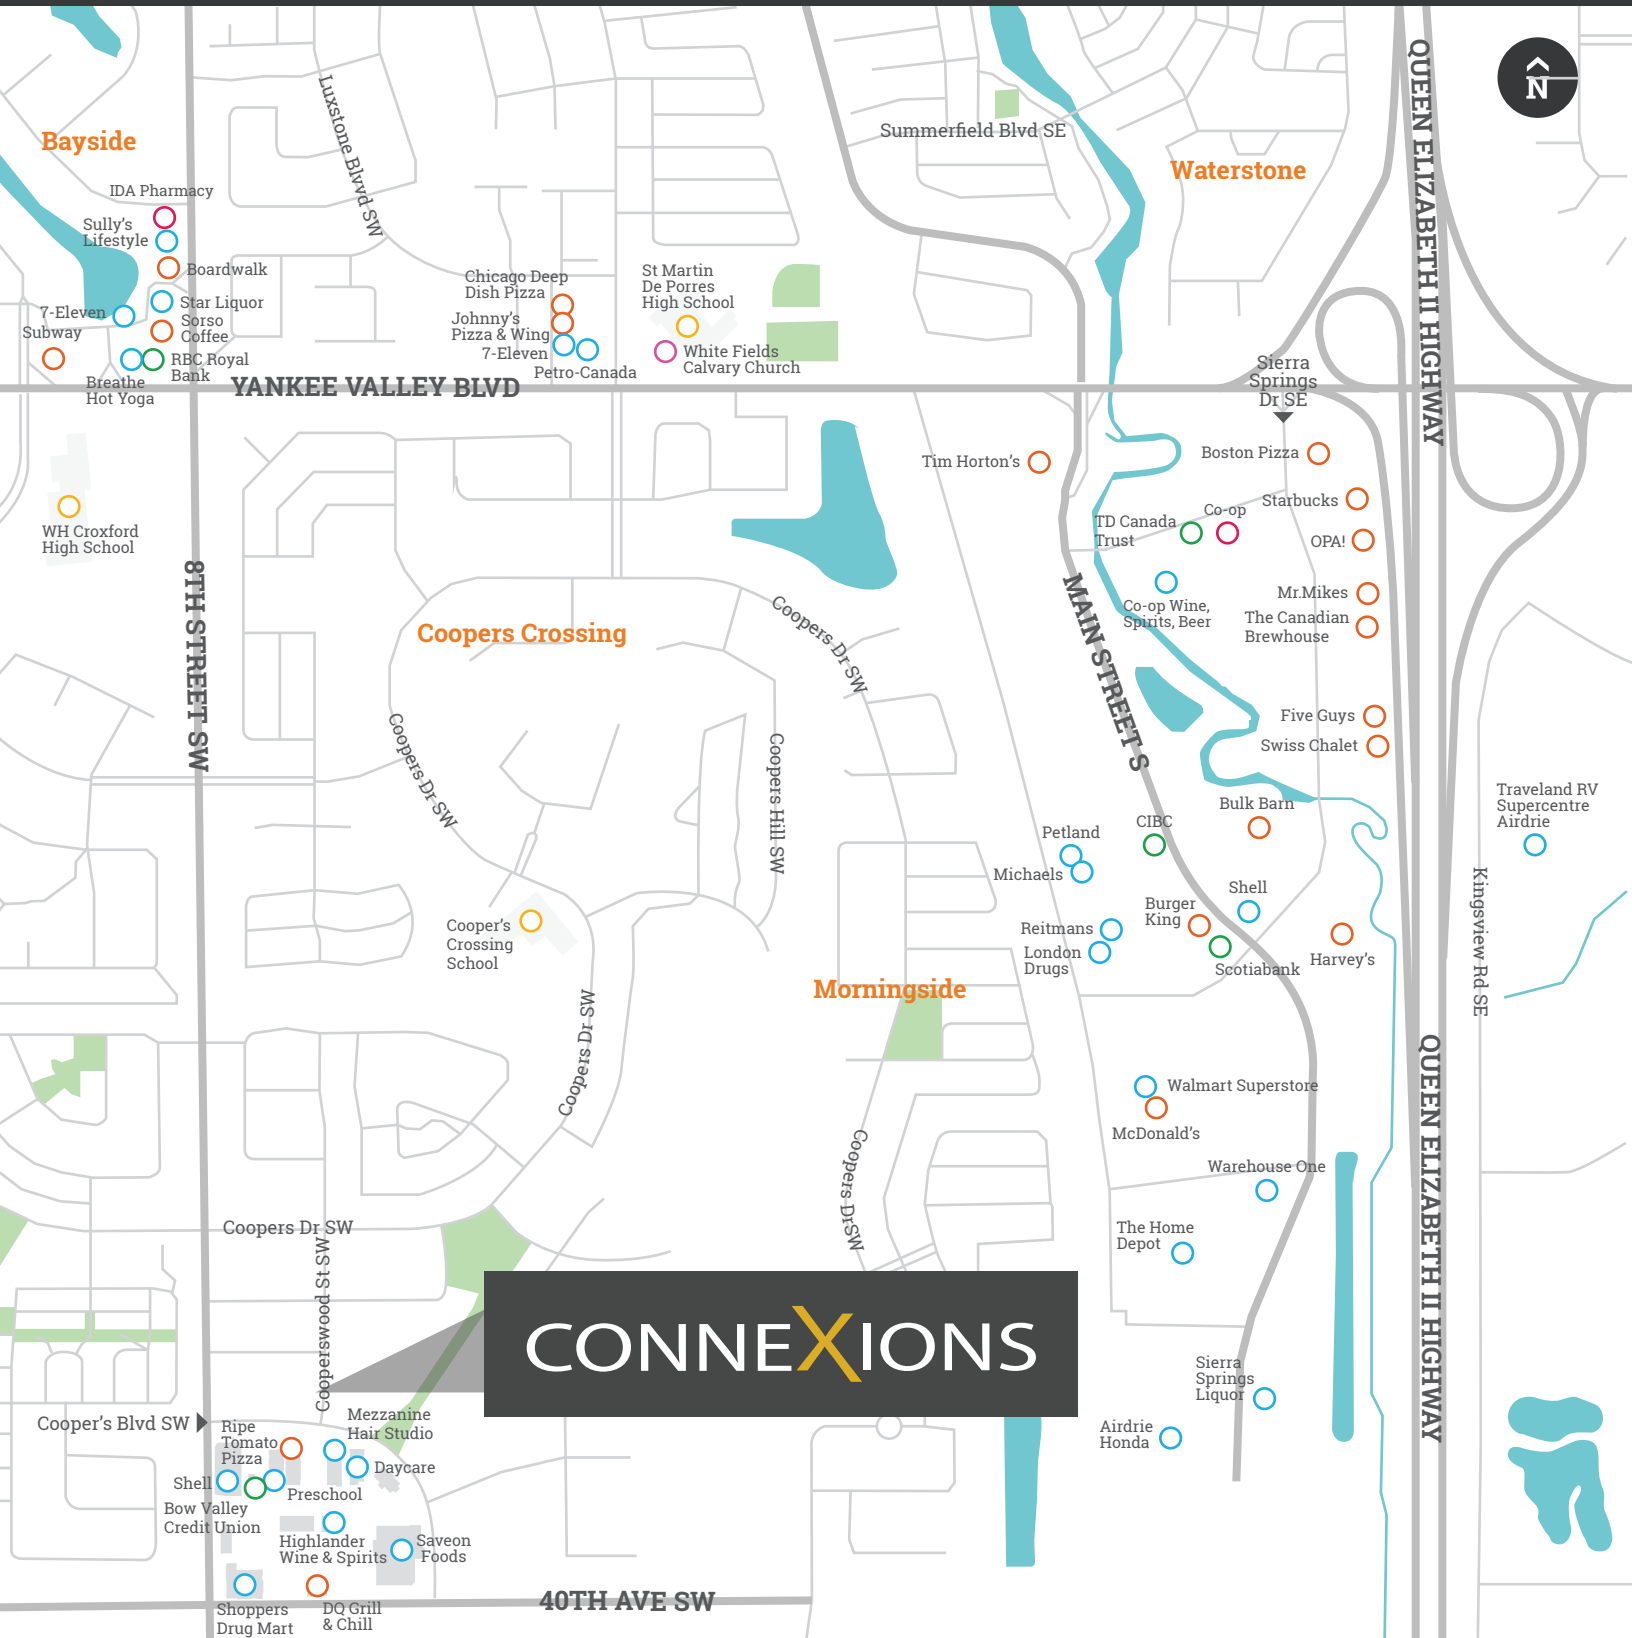 QUEEN ELIZABETH II HIGHWAY
N
Luxstone Blvvd SW
Summerfield Blvd SE
Bayside
Waterstone
IDA Pharmacy
Sully's
Lifestyle
Boardwalk
Star Liquor
7-Eleven
Sorso
Coffee
Subway
RBC Royal
Bank
Breathe
Hot Yoga
Chicago Deep
Dish Pizza
Johnny's
Pizza & Wing
7-Eleven
Petro-Canada
St Martin
De Porres
High School
White Fields
Calvary Church
YANKEE VALLEY BLVD
Sierra
Springs
Dr SE
Tim Horton's
Boston Pizza
Starbucks
Co-op
TD Canada
Trust
OPA!
WH Croxford
High School
8TH STREET SW
MAIN STREET S
Mr.Mikes
Co-op Wine,
Spirits, Beer
The Canadian
Brewhouse
Coopers Crossing
Coopers Dr SW
Coopers Dr SW
Coopers Hill SW
Five Guys
Swiss Chalet
Bulk Barn
Traveland RV
Supercentre
Airdrie
CIBC
Petland
Michaels
Shell
Burger
King
Kingsview Rd SE
Cooper's
Crossing
School
Reitmans
London
Drugs
Scotiabank
Harvey's
Morningside
Coopers Dr SW
QUEEN ELIZABETH II HIGHWAY
Walmart Superstore
McDonald's
Coopers DrSW
Warehouse One
Coopers Dr SW
The Home
Depot
Cooperswood St SW
CONNEXIONS
Sierra
Springs
Liquor
Airdrie
Honda
Cooper's Blvd SW
Ripe
Tomato
Pizza
Mezzanine
Hair Studio
Daycare
Shell
Preschool
Bow Valley
Credit Union
Highlander
Wine & Spirits
Saveon
Foods
40TH AVE SW
Shoppers
Drug Mart
DQ Grill
& Chill